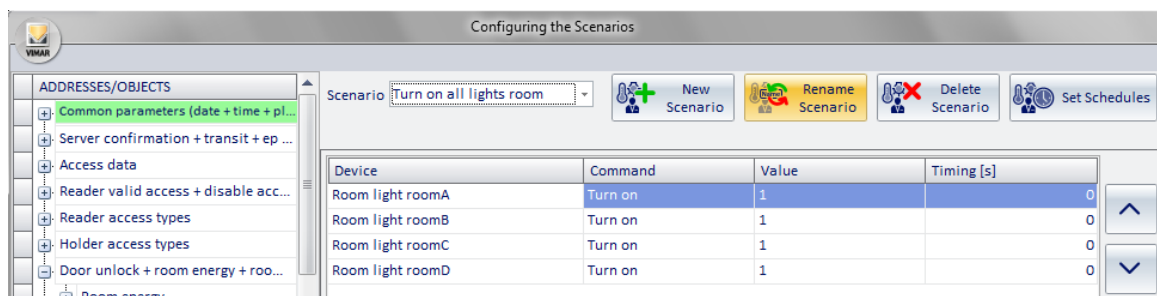 Configuring the Scenarios
VIMAR
ADDRESSES/OBJECTS
Common parameters (date + time + pl...
Server confirmation + transit + ep ...
Access data
Reader valid access + disable acc...
Reader access types
Holder access types
Door unlock + room energy + roo...
Room energy
Scenario Turn on all lights room
New Scenario
Rename Scenario
Delete Scenario
Set Schedules
Device Command Value Timing [s]
Room light roomA Turn on 1 0
Room light roomB Turn on 1 0
Room light roomC Turn on 1 0
Room light roomD Turn on 1 0